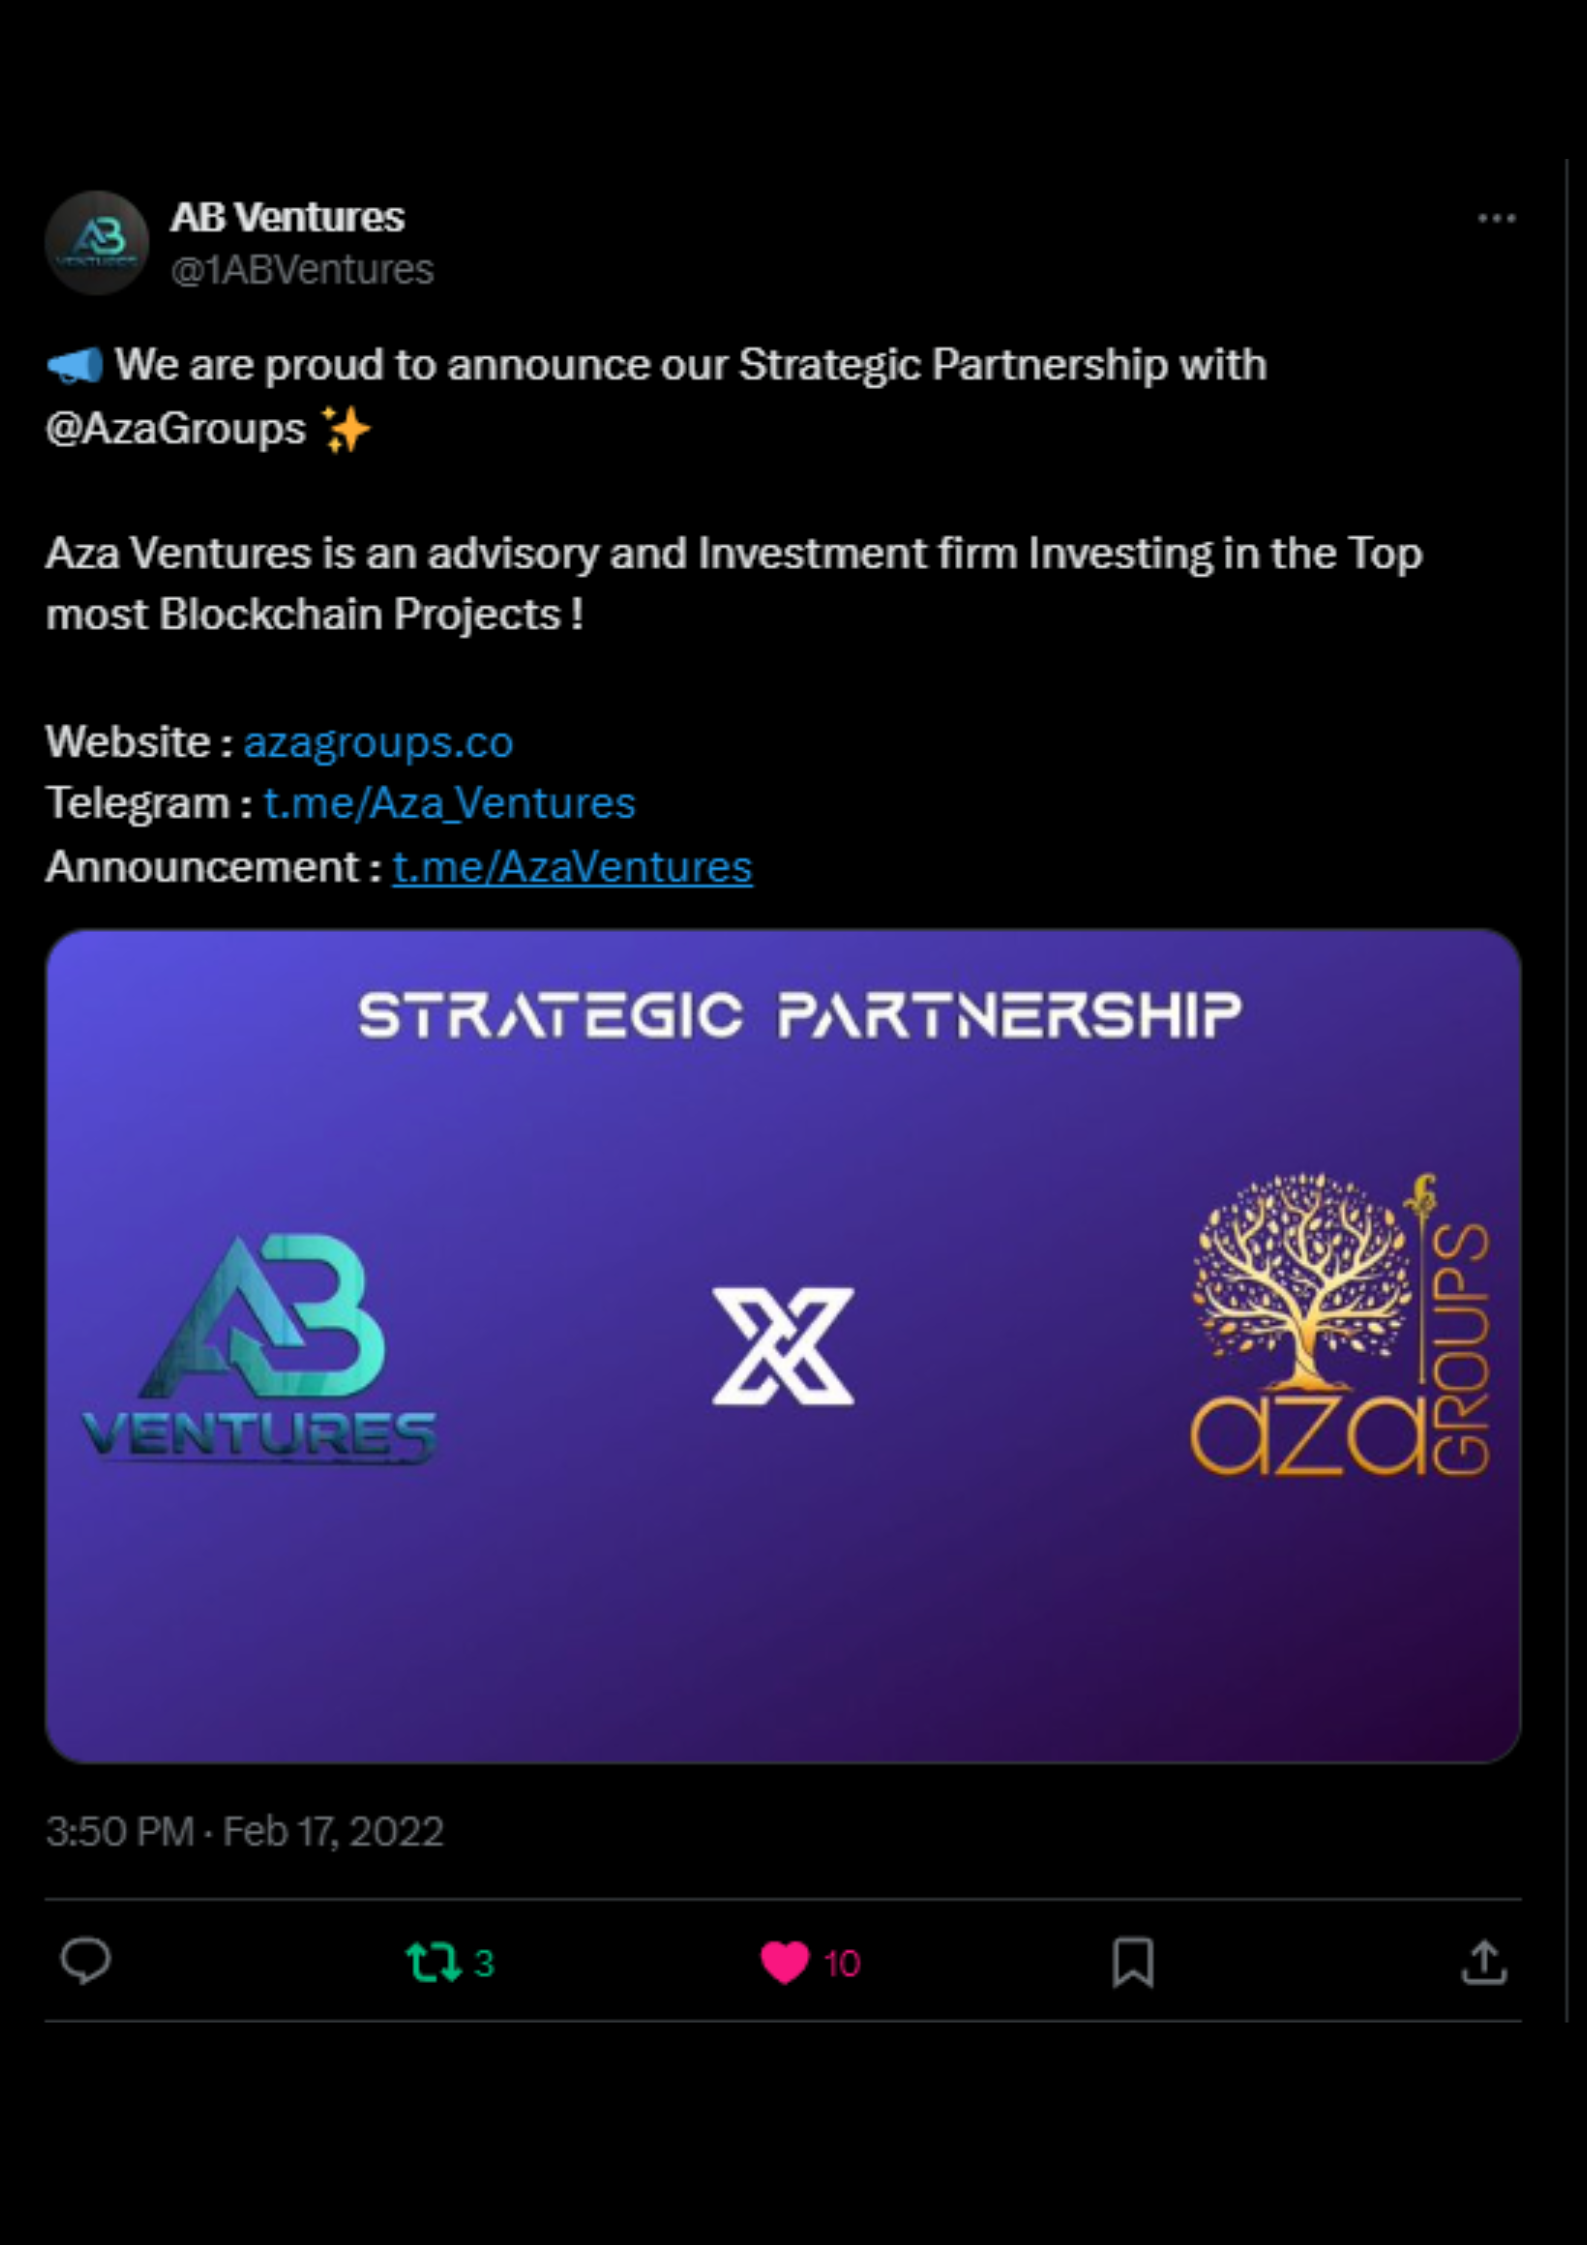 AB Ventures
@1ABVentures
📣 We are proud to announce our Strategic Partnership with
@AzaGroups ✨
Aza Ventures is an advisory and Investment firm Investing in the Top
most Blockchain Projects !
Website : azagroups.co
Telegram : t.me/Aza_Ventures
Announcement : t.me/AzaVentures
STRATEGIC PARTNERSHIP
AB
VENTURES
X
aza
GROUPS
3:50 PM · Feb 17, 2022
3
10